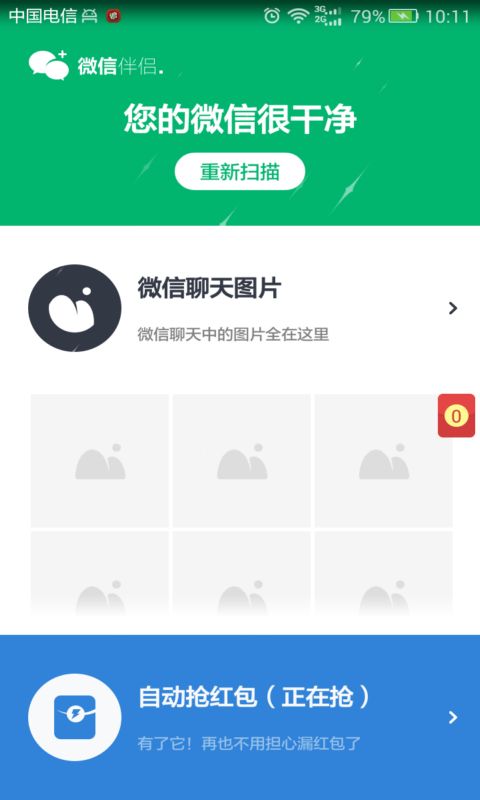 中国电信 79% 10:11
3G
2G
微信伴侣.
您的微信很干净
重新扫描
微信聊天图片
微信聊天中的图片全在这里
0
自动抢红包（正在抢）
有了它！再也不用担心漏红包了